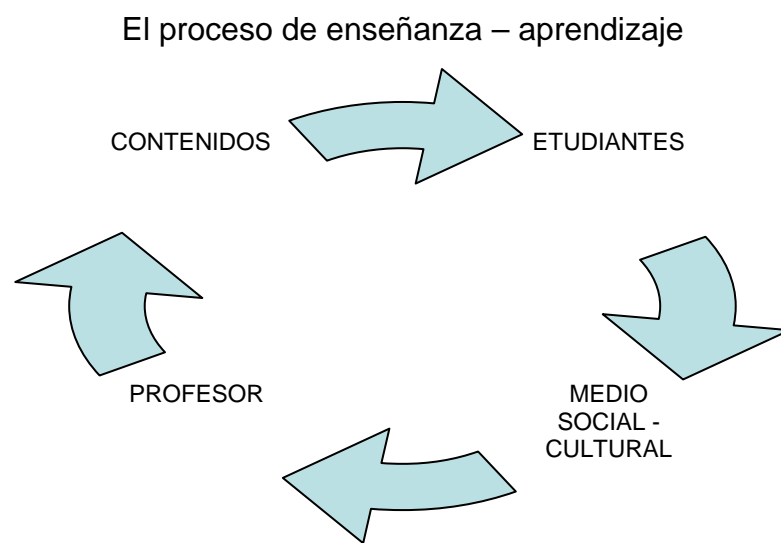 El proceso de enseñanza – aprendizaje
CONTENIDOS
ETUDIANTES
PROFESOR
MEDIO
SOCIAL -
CULTURAL